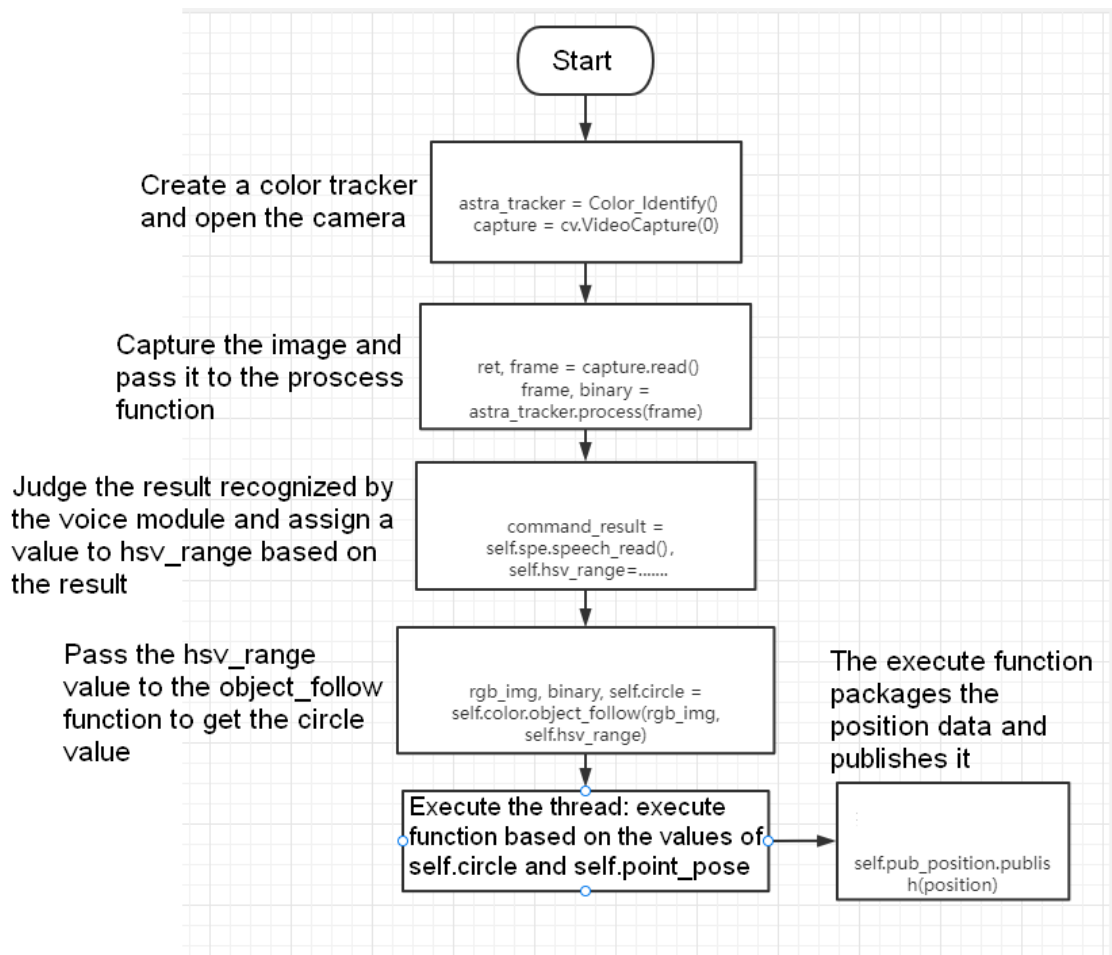 Start
Create a color tracker
and open the camera
astra_tracker = Color_Identify()
capture = cv.VideoCapture(0)
Capture the image and
pass it to the proscess
function
ret, frame = capture.read()
frame, binary =
astra_tracker.process(frame)
Judge the result recognized by
the voice module and assign a
value to hsv_range based on
the result
command_result =
self.spe.speech_read(),
self.hsv_range=.......
Pass the hsv_range
value to the object_follow
function to get the circle
value
rgb_img, binary, self.circle =
self.color.object_follow(rgb_img,
self.hsv_range)
Execute the thread: execute
function based on the values of
self.circle and self.point_pose
The execute function
packages the
position data and
publishes it
self.pub_position.publis
h(position)